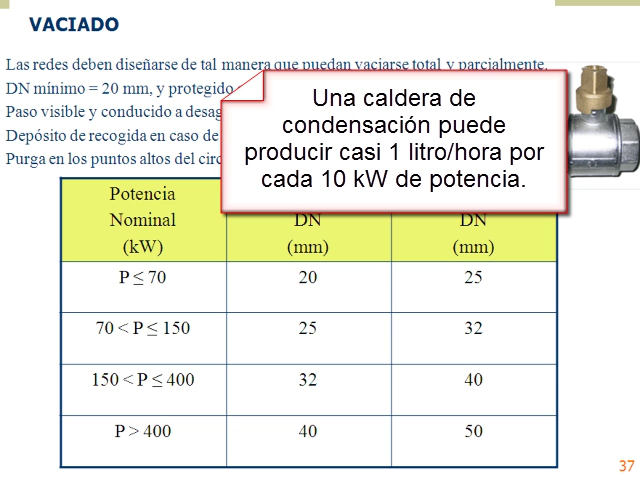 VACIADO
Las redes deben diseñarse de tal manera que puedan vaciarse total y parcialmente.
DN mínimo = 20 mm, y protegido
Paso visible y conducido a
Depósito de recogida en caso de
Purga en los puntos altos del
Una caldera de
condensación puede
producir casi 1 litro/hora por
cada 10 kW de potencia.
Potencia
Nominal DN DN
(kW) (mm) (mm)
P ≤ 70 20 25
70 < P ≤ 150 25 32
150 < P ≤ 400 32 40
P > 400 40 50
37